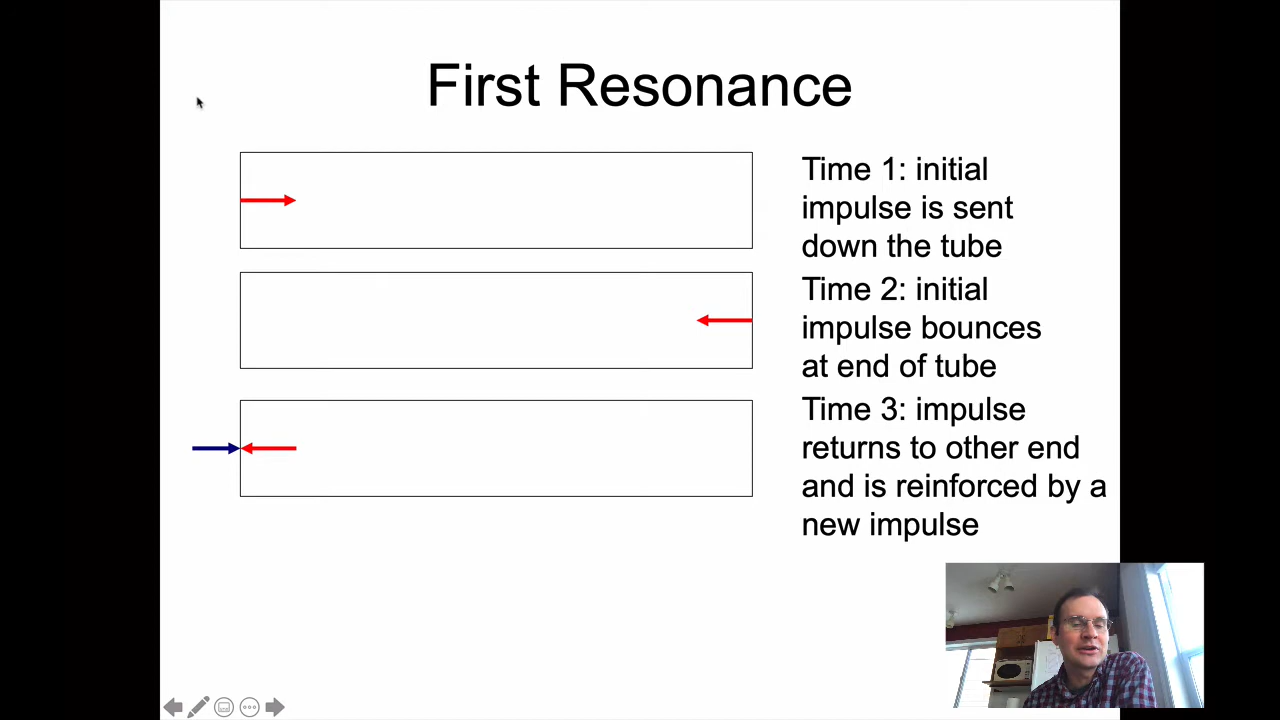 First Resonance
Time 1: initial
impulse is sent
down the tube
Time 2: initial
impulse bounces
at end of tube
Time 3: impulse
returns to other end
and is reinforced by a
new impulse